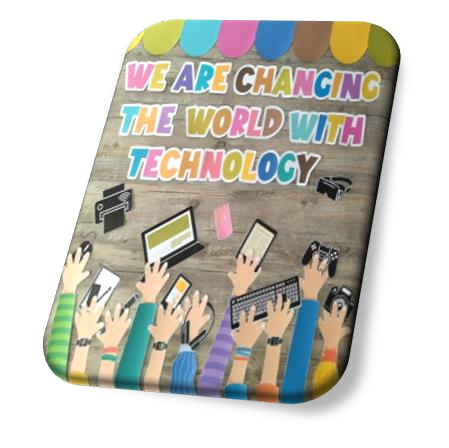 WE ARE CHANGING
THE WORLD WITH
TECHNOLOGY